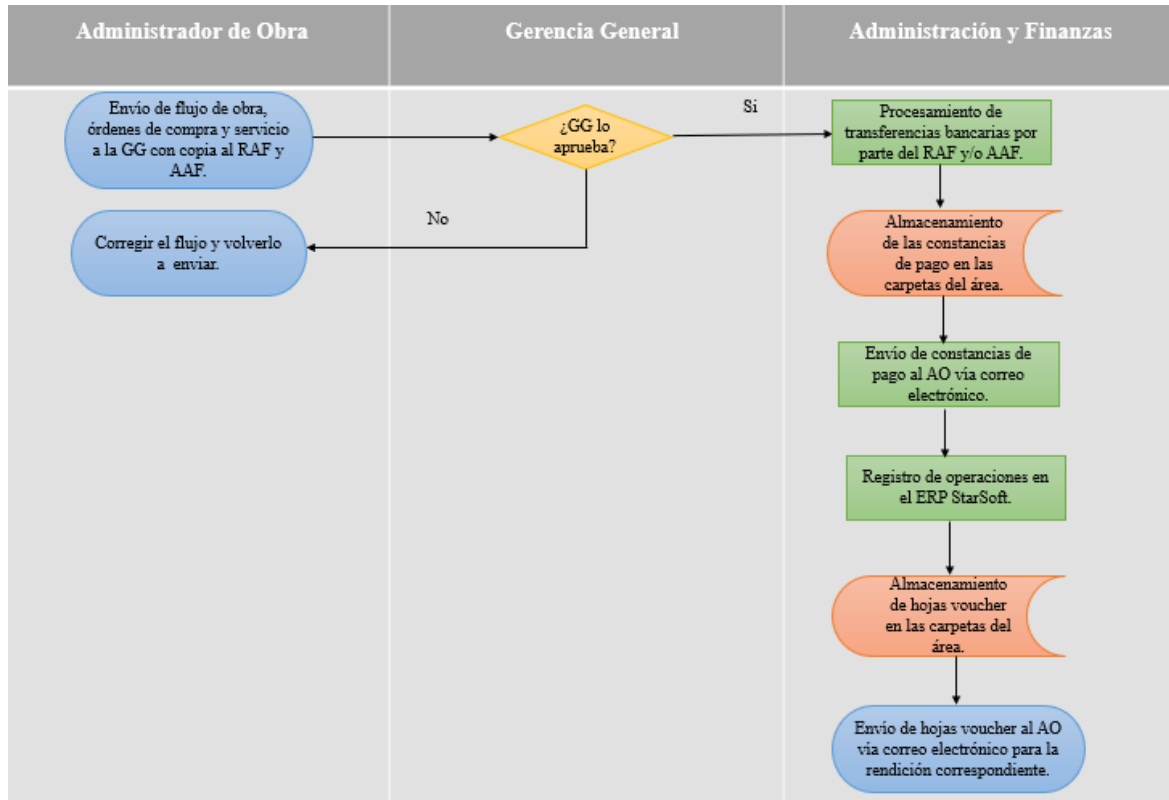 Administrador de Obra
Gerencia General
Administración y Finanzas
Envío de flujo de obra,
órdenes de compra y servicio
a la GG con copia al RAF y
AAF.
¿GG lo
aprueba?
Si
Procesamiento de
transferencias bancarias por
parte del RAF y/o AAF.
No
Corregir el flujo y volverlo
a enviar.
Almacenamiento
de las constancias
de pago en las
carpetas del área.
Envío de constancias de
pago al AO vía correo
electrónico.
Registro de operaciones en
el ERP StarSoft.
Almacenamiento
de hojas voucher
en las carpetas del
área.
Envío de hojas voucher al AO
vía correo electrónico para la
rendición correspondiente.